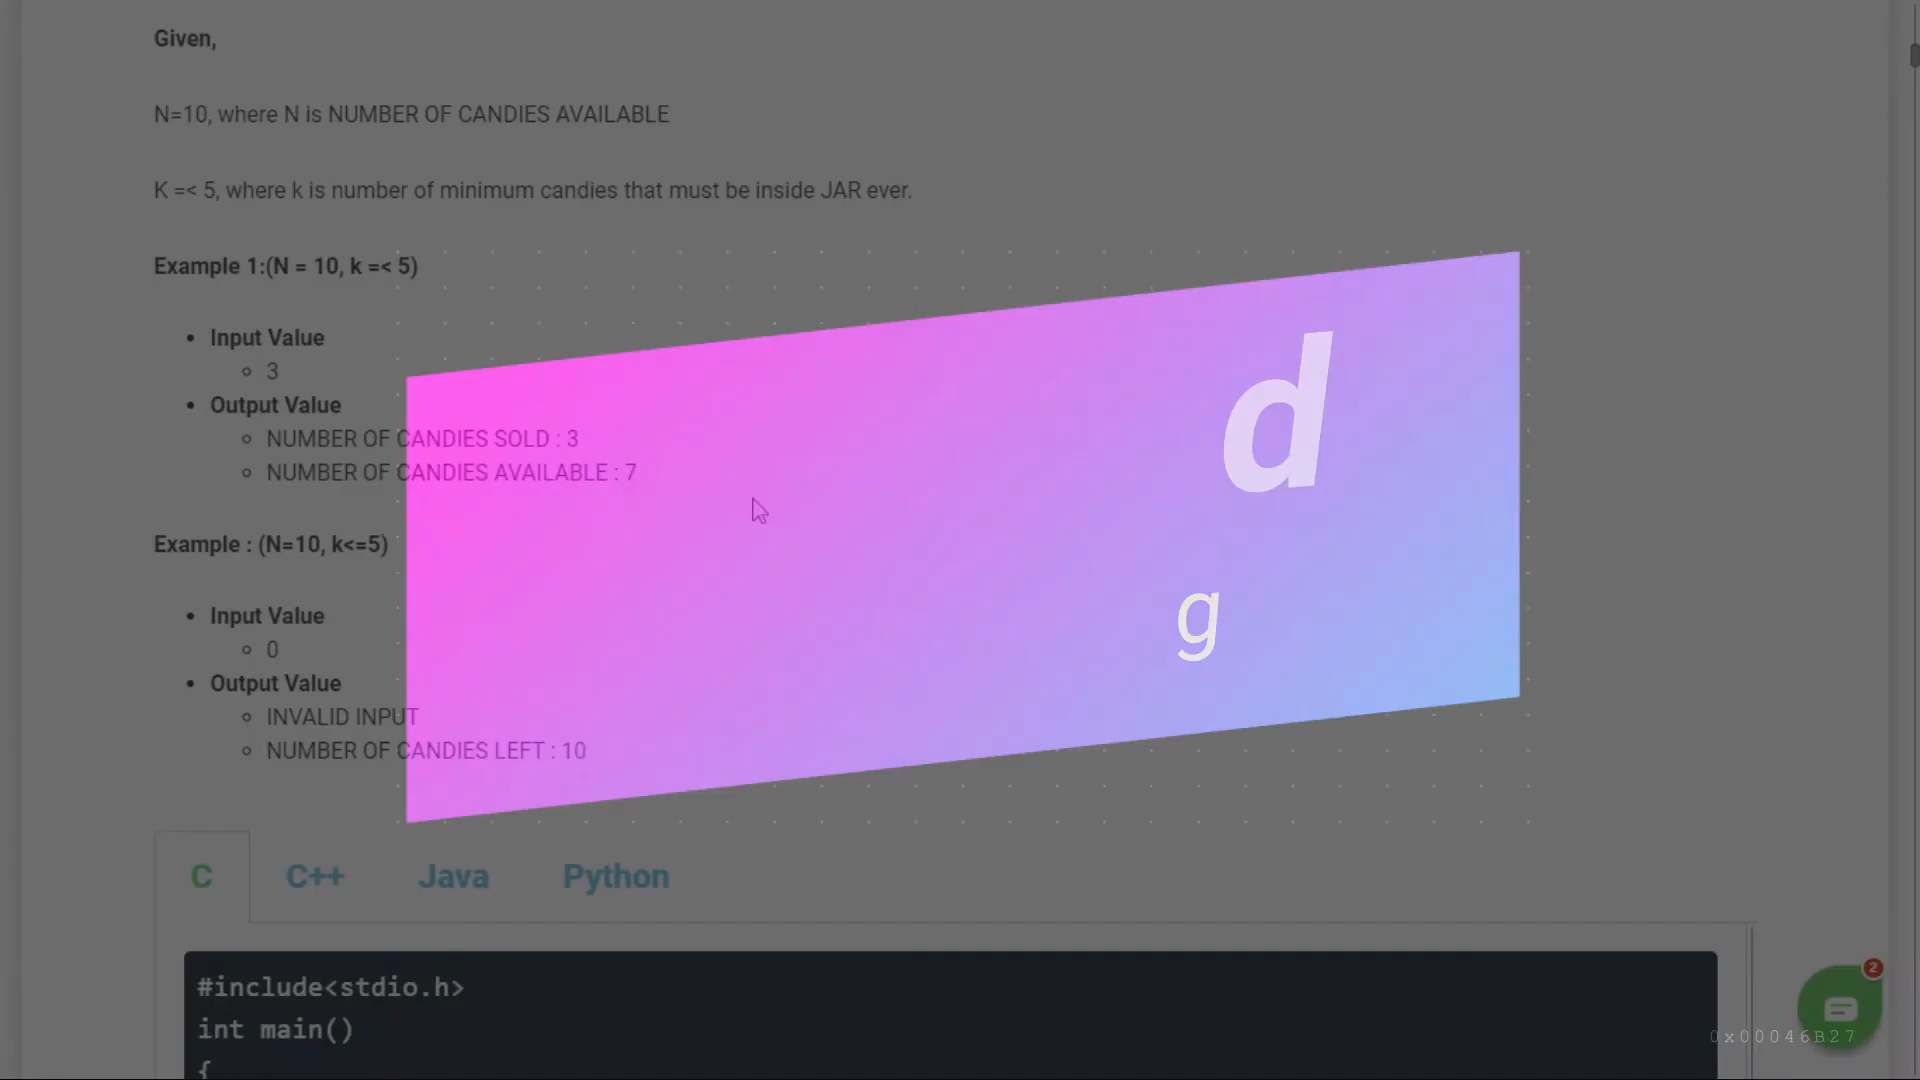 Given,
N=10, where N is NUMBER OF CANDIES AVAILABLE
K =< 5, where k is number of minimum candies that must be inside JAR ever.
Example 1:(N = 10, k =< 5)
Input Value
3
Output Value
NUMBER OF CANDIES SOLD : 3
NUMBER OF CANDIES AVAILABLE : 7
d
Example : (N=10, k<=5)
Input Value
g
0
Output Value
INVALID INPUT
NUMBER OF CANDIES LEFT : 10
C C++ Java Python
#include<stdio.h>
int main()
{
2
0x00046B27